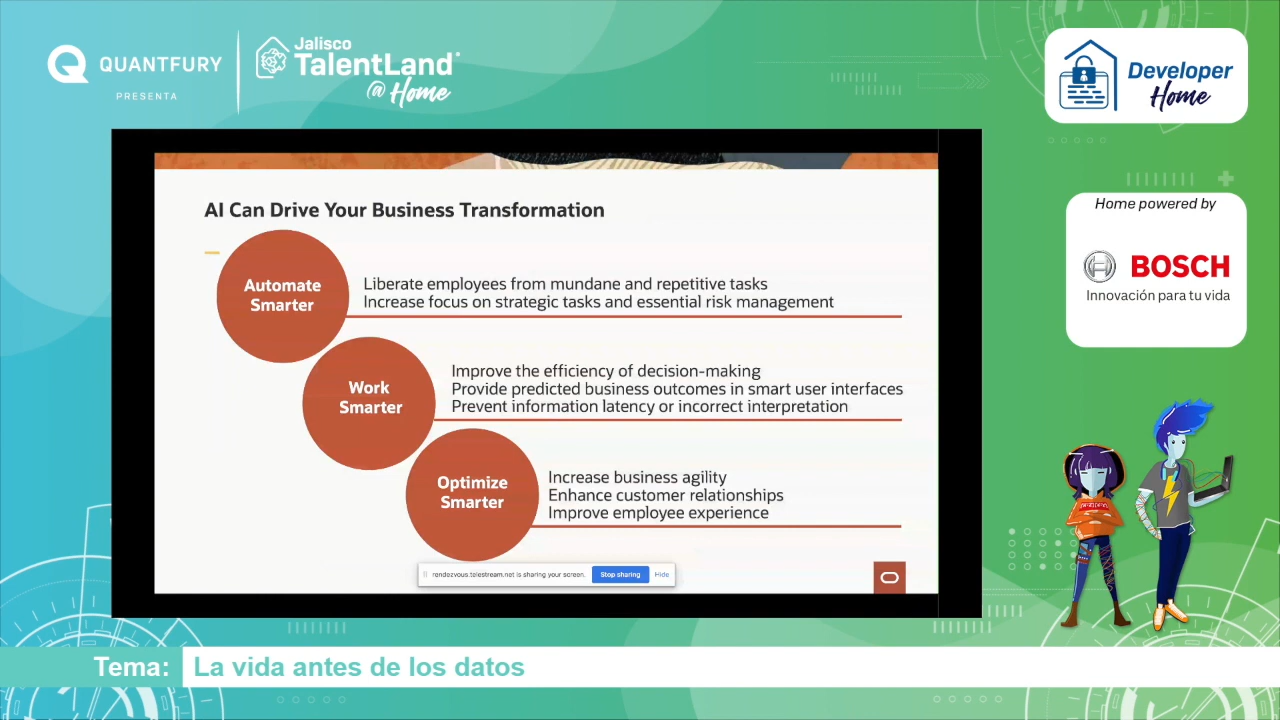 QUANTFURY
PRESENTA
Jalisco
TalentLand
@ Home
Developer
Home
Home powered by
BOSCH
Innovación para tu vida
AI Can Drive Your Business Transformation
Automate
Smarter
Liberate employees from mundane and repetitive tasks
Increase focus on strategic tasks and essential risk management
Work
Smarter
Improve the efficiency of decision-making
Provide predicted business outcomes in smart user interfaces
Prevent information latency or incorrect interpretation
Optimize
Smarter
Increase business agility
Enhance customer relationships
Improve employee experience
rendezvous.telestream.net is sharing your screen. Stop sharing Hide
Tema: La vida antes de los datos